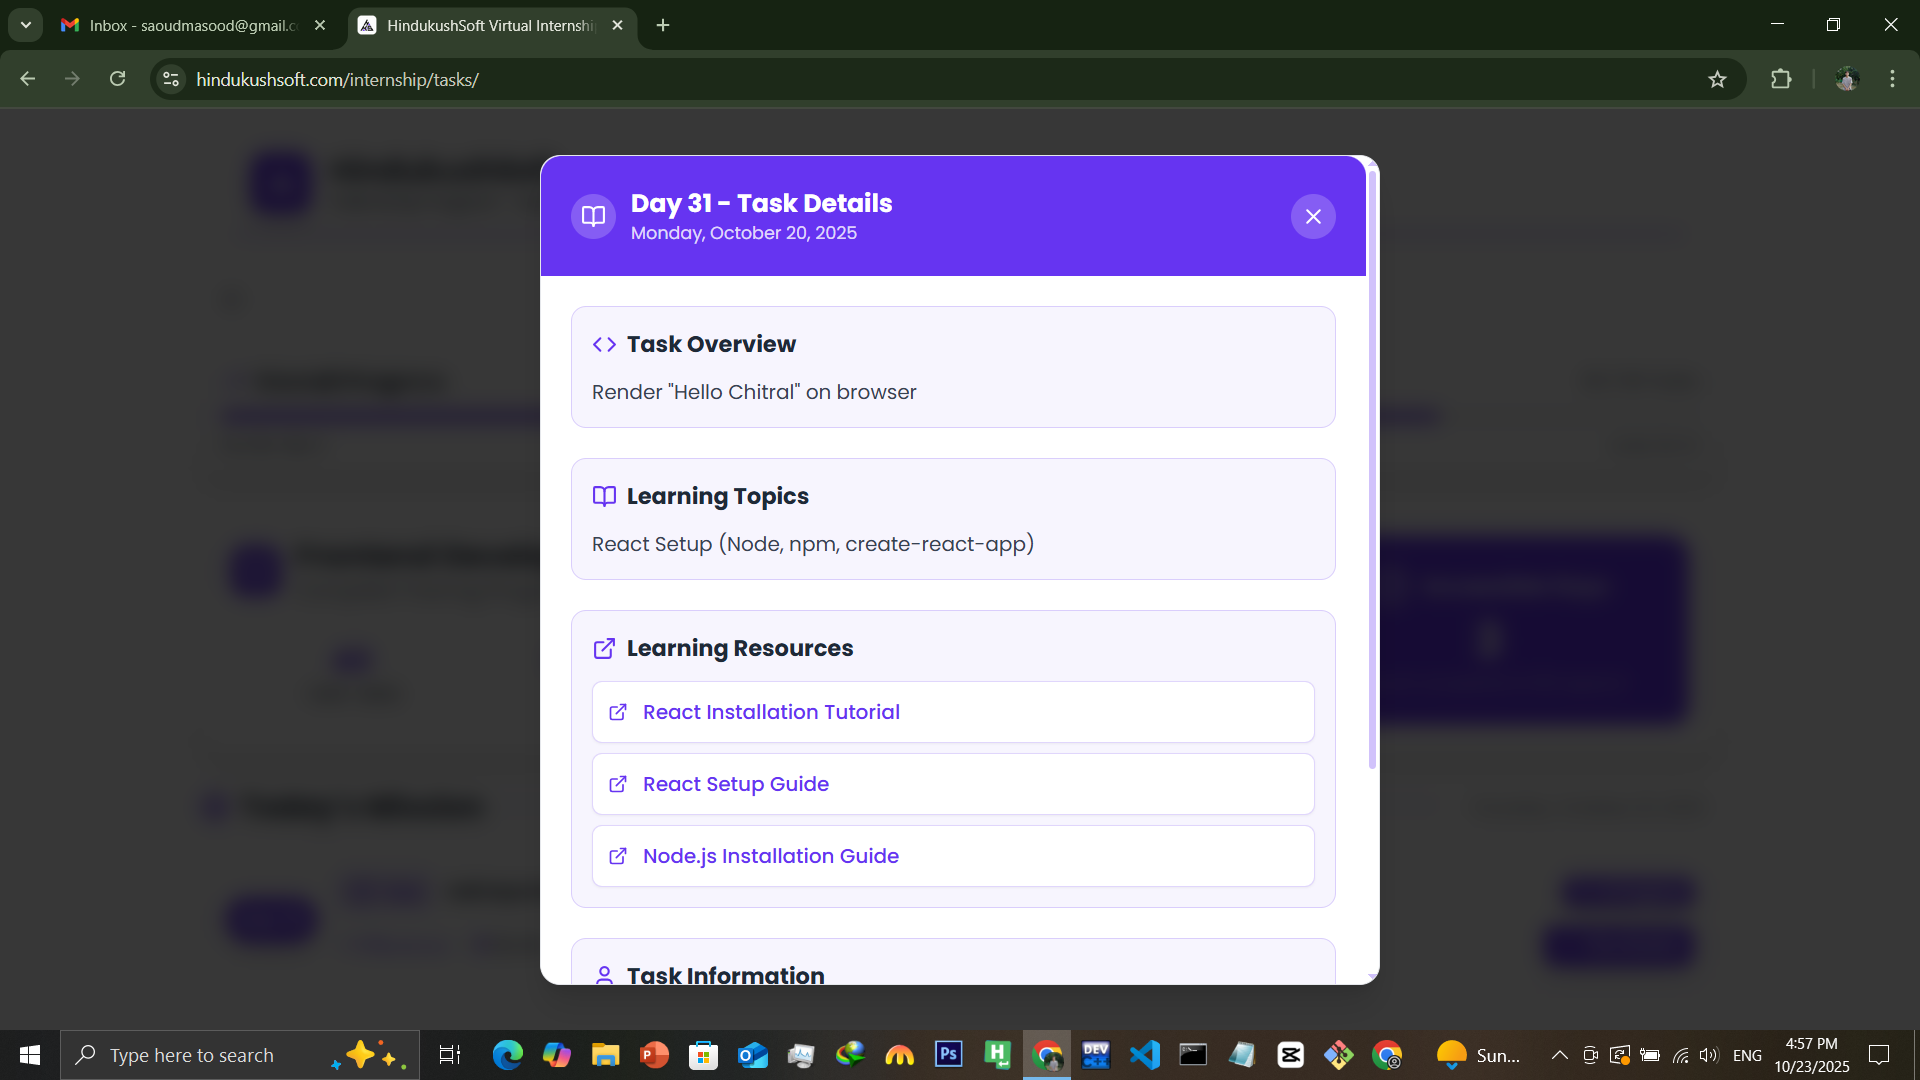 Inbox - saoudmasood@gmail.c
HindukushSoft Virtual Internshi
hindukushsoft.com/internship/tasks/
Day 31 - Task Details
Monday, October 20, 2025
Task Overview
Render "Hello Chitral" on browser
Learning Topics
React Setup (Node, npm, create-react-app)
Learning Resources
React Installation Tutorial
React Setup Guide
Node.js Installation Guide
Task Information
Type here to search
Sun...
ENG
4:57 PM
10/23/2025